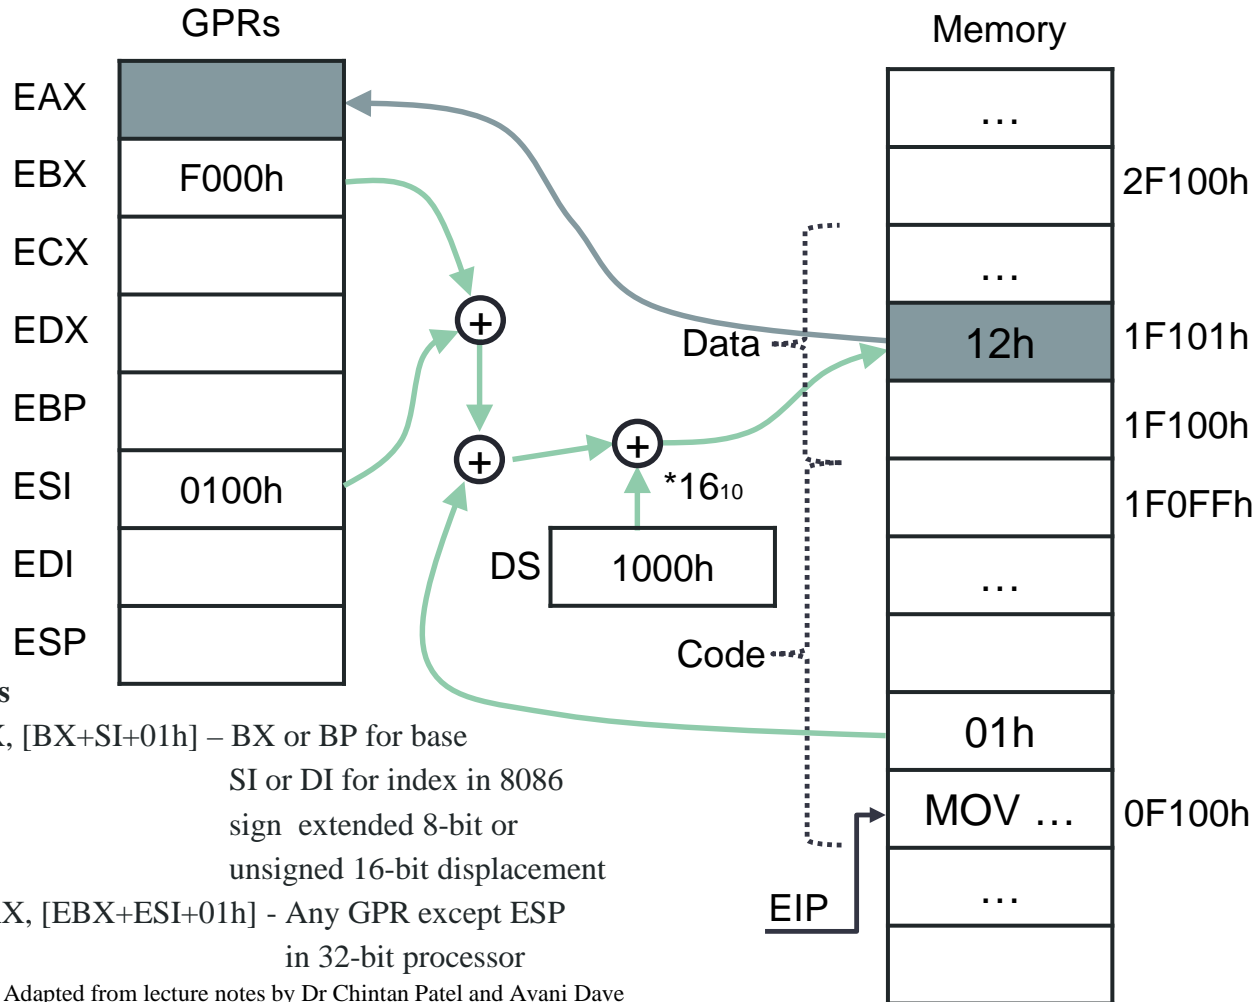 GPRs
Memory
EAX
EBX
ECX
EDX
EBP
ESI
EDI
ESP
F000h
0100h
+
+
+
*16₁₀
DS
1000h
Data
Code
EIP
…
2F100h
…
12h
1F101h
1F100h
1F0FFh
…
01h
MOV …
0F100h
…
s
X, [BX+SI+01h] – BX or BP for base
SI or DI for index in 8086
sign extended 8-bit or
unsigned 16-bit displacement
X, [EBX+ESI+01h] - Any GPR except ESP
in 32-bit processor
Adapted from lecture notes by Dr Chintan Patel and Avani Dave